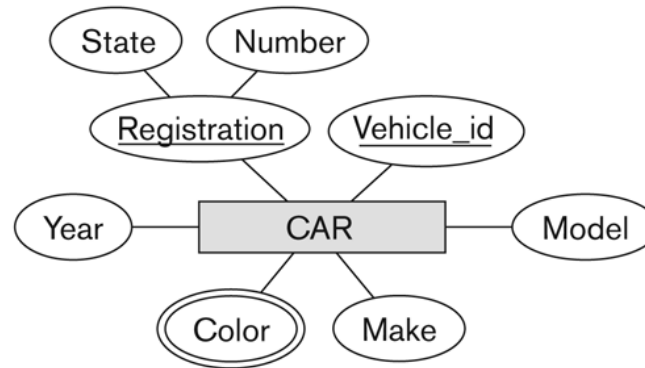 State
Number
Registration
Vehicle_id
Year
CAR
Model
Color
Make